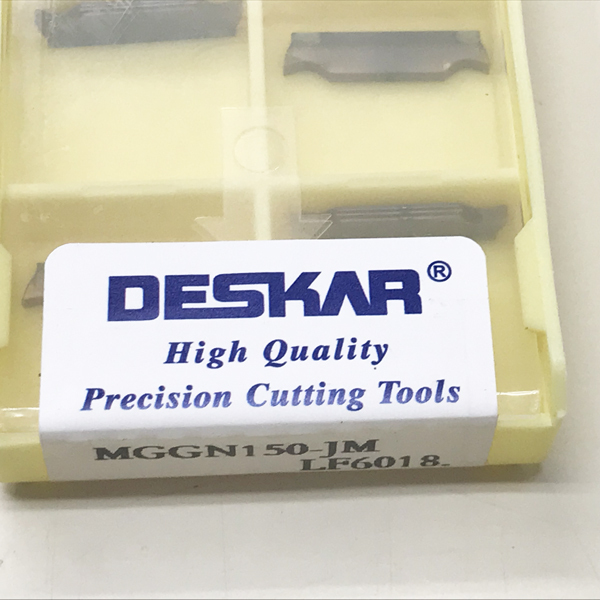 DESKAR®
High Quality
Precision Cutting Tools
MGGN150-JM
LF6018.